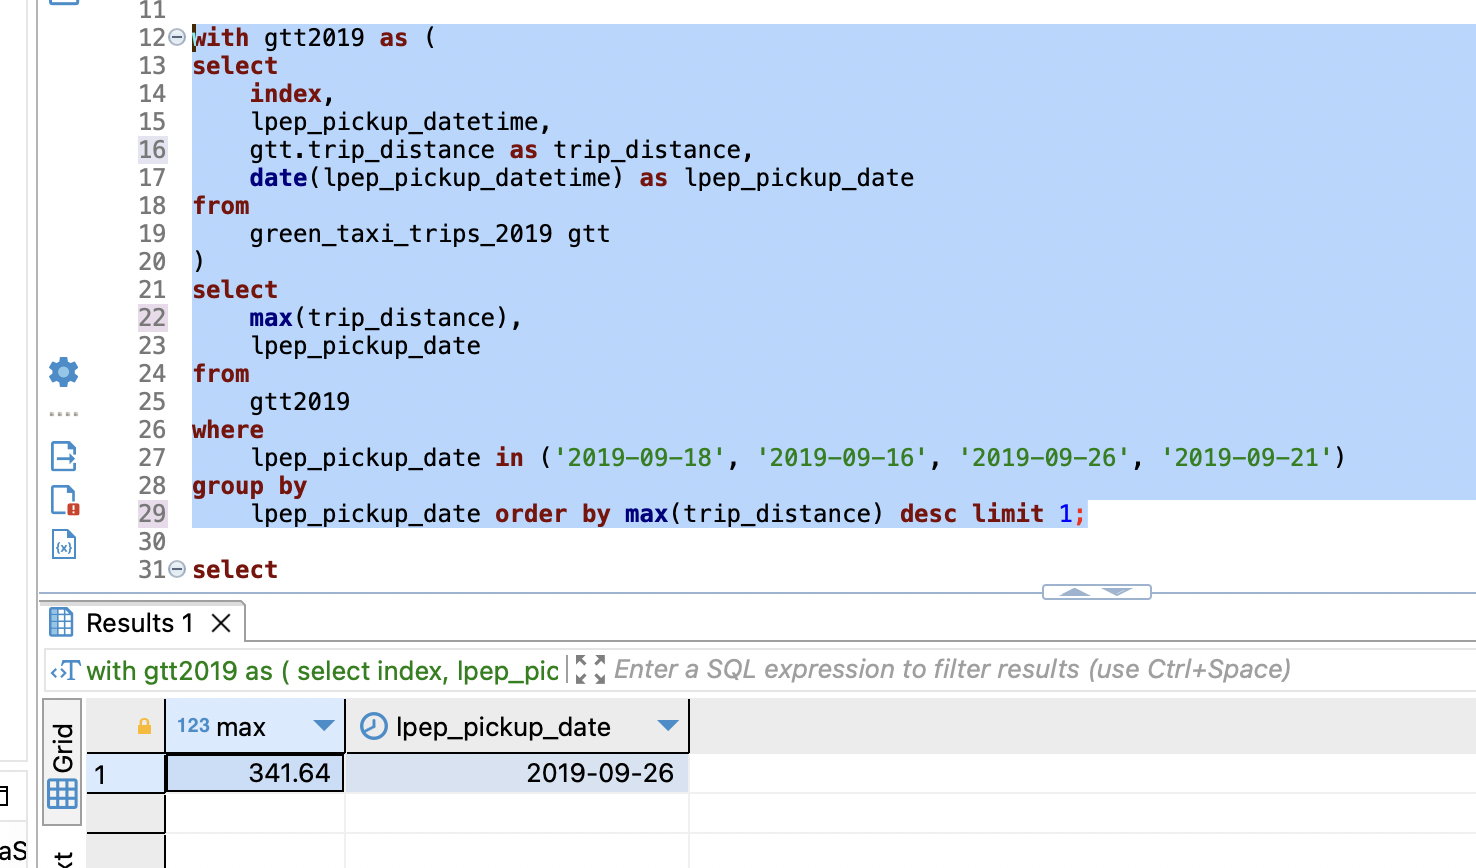 11
12 with gtt2019 as (
13 select
14     index,
15     lpep_pickup_datetime,
16     gtt.trip_distance as trip_distance,
17     date(lpep_pickup_datetime) as lpep_pickup_date
18 from
19     green_taxi_trips_2019 gtt
20 )
21 select
22     max(trip_distance),
23     lpep_pickup_date
24 from
25     gtt2019
26 where
27     lpep_pickup_date in ('2019-09-18', '2019-09-16', '2019-09-26', '2019-09-21')
28 group by
29     lpep_pickup_date order by max(trip_distance) desc limit 1;
30
31 select
Results 1
T with gtt2019 as ( select index, lpep_pic Enter a SQL expression to filter results (use Ctrl+Space)
Grid
123 max lpep_pickup_date
1 341.64 2019-09-26
aS
xt